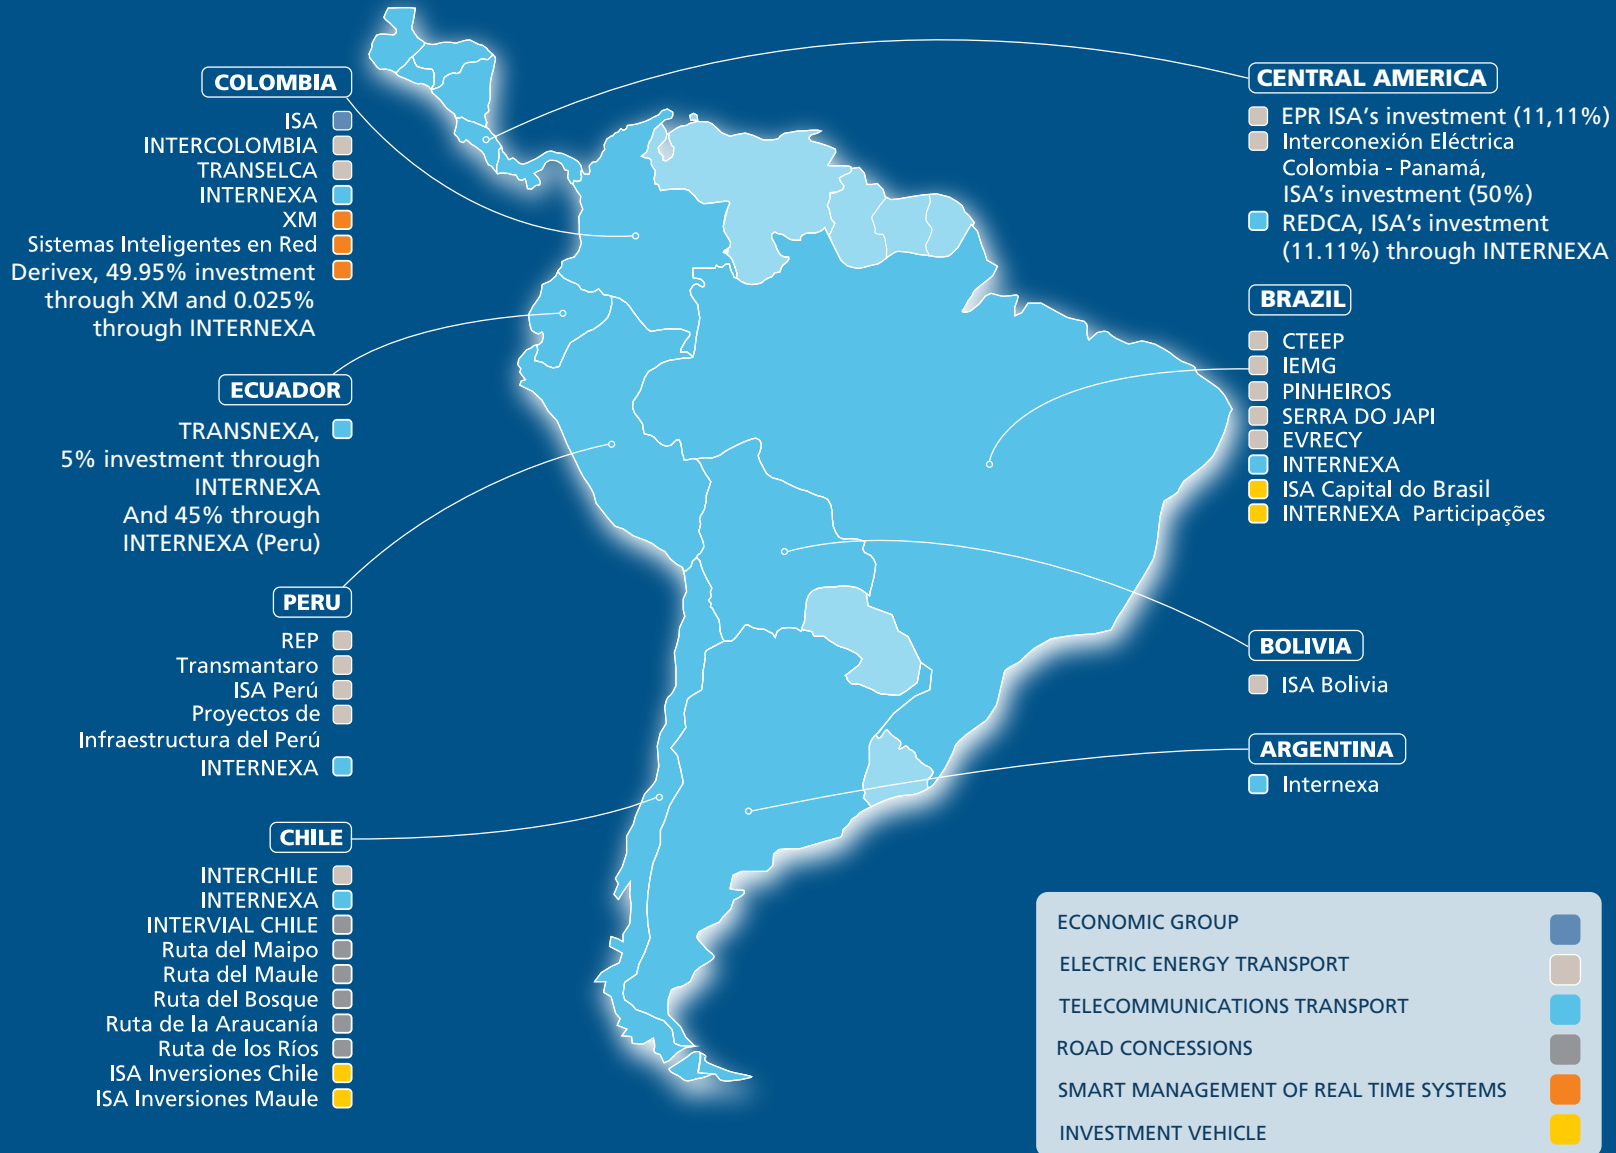 COLOMBIA
ISA
INTERCOLOMBIA
TRANSELCA
INTERNEXA
XM
Sistemas Inteligentes en Red
Derivex, 49.95% investment
through XM and 0.025%
through INTERNEXA
ECUADOR
TRANSNEXA,
5% investment through
INTERNEXA
And 45% through
INTERNEXA (Peru)
PERU
REP
Transmantaro
ISA Perú
Proyectos de
Infraestructura del Perú
INTERNEXA
CHILE
INTERCHILE
INTERNEXA
INTERVIAL CHILE
Ruta del Maipo
Ruta del Maule
Ruta del Bosque
Ruta de la Araucanía
Ruta de los Ríos
ISA Inversiones Chile
ISA Inversiones Maule
CENTRAL AMERICA
EPR ISA's investment (11,11%)
Interconexión Eléctrica
Colombia - Panamá,
ISA's investment (50%)
REDCA, ISA's investment
(11.11%) through INTERNEXA
BRAZIL
CTEEP
IEMG
PINHEIROS
SERRA DO JAPI
EVRECY
INTERNEXA
ISA Capital do Brasil
INTERNEXA Participações
BOLIVIA
ISA Bolivia
ARGENTINA
Internexa
ECONOMIC GROUP
ELECTRIC ENERGY TRANSPORT
TELECOMMUNICATIONS TRANSPORT
ROAD CONCESSIONS
SMART MANAGEMENT OF REAL TIME SYSTEMS
INVESTMENT VEHICLE